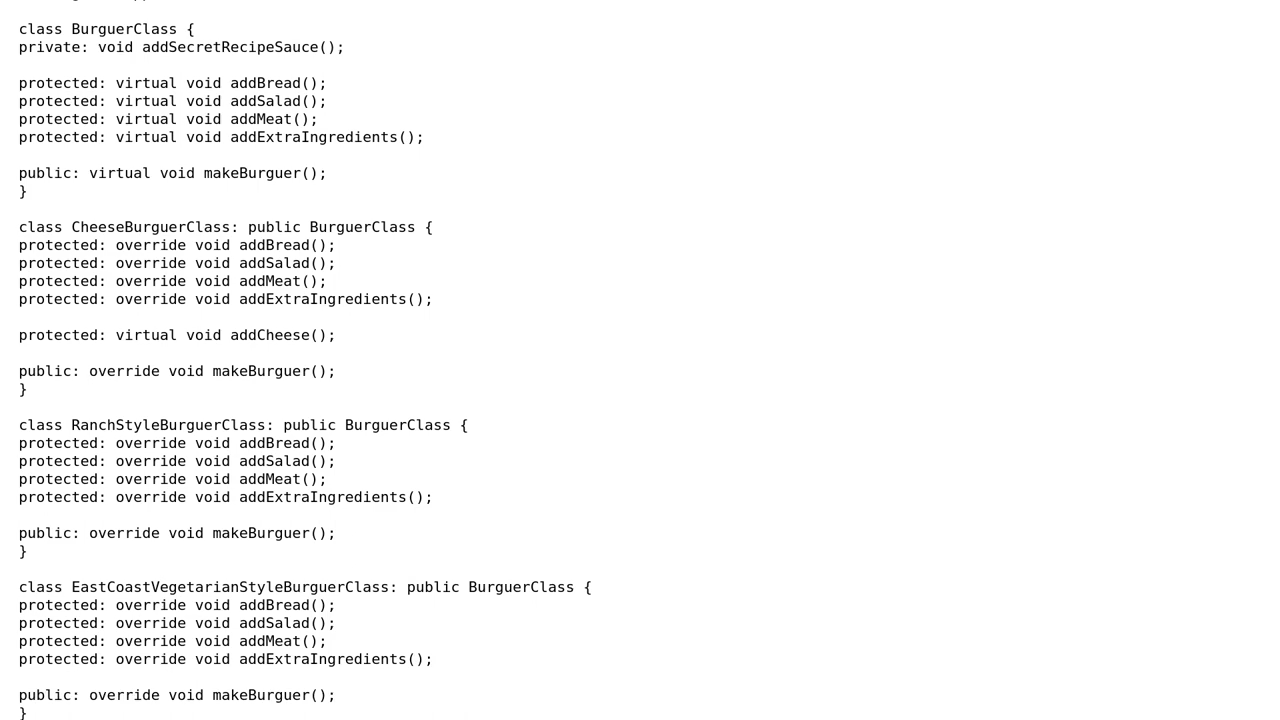 class BurguerClass {
private: void addSecretRecipeSauce();

protected: virtual void addBread();
protected: virtual void addSalad();
protected: virtual void addMeat();
protected: virtual void addExtraIngredients();

public: virtual void makeBurguer();
}

class CheeseBurguerClass: public BurguerClass {
protected: override void addBread();
protected: override void addSalad();
protected: override void addMeat();
protected: override void addExtraIngredients();

protected: virtual void addCheese();

public: override void makeBurguer();
}

class RanchStyleBurguerClass: public BurguerClass {
protected: override void addBread();
protected: override void addSalad();
protected: override void addMeat();
protected: override void addExtraIngredients();

public: override void makeBurguer();
}

class EastCoastVegetarianStyleBurguerClass: public BurguerClass {
protected: override void addBread();
protected: override void addSalad();
protected: override void addMeat();
protected: override void addExtraIngredients();

public: override void makeBurguer();
}